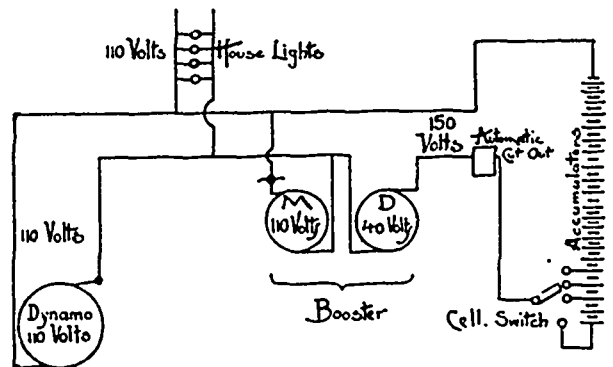 110 Volts
House Lights
150
Volts
Automatic
Cut Out
Accumulators
M
110 Volts
D
40 Volts
110 Volts
Dynamo
110 Volts
Booster
Cell. Switch